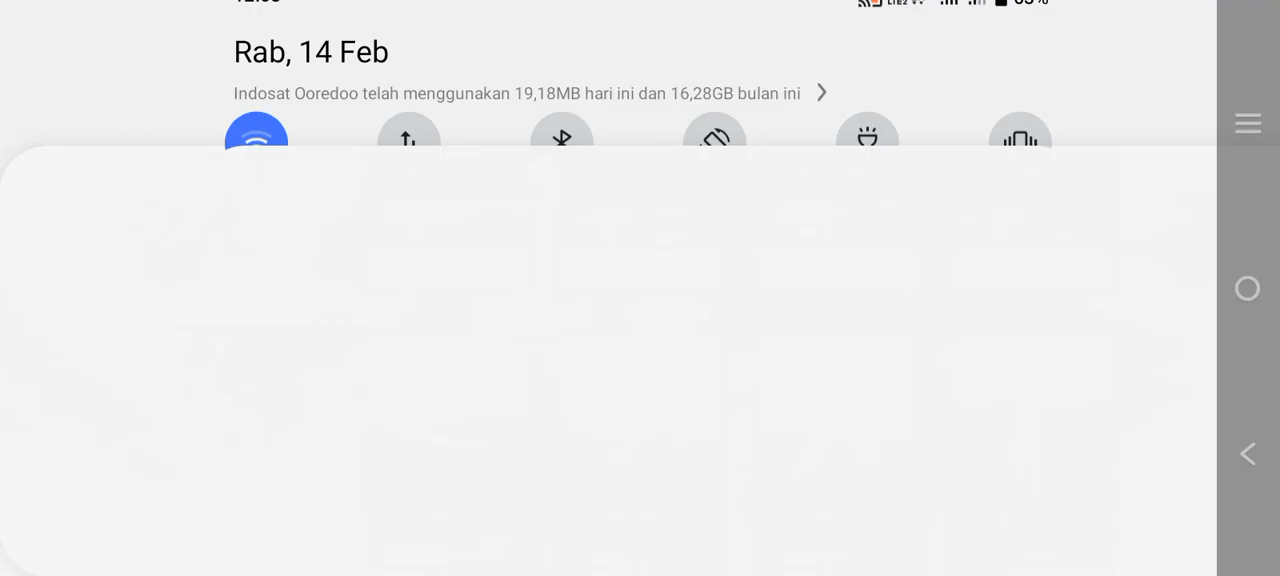 Rab, 14 Feb
Indosat Ooredoo telah menggunakan 19,18MB hari ini dan 16,28GB bulan ini